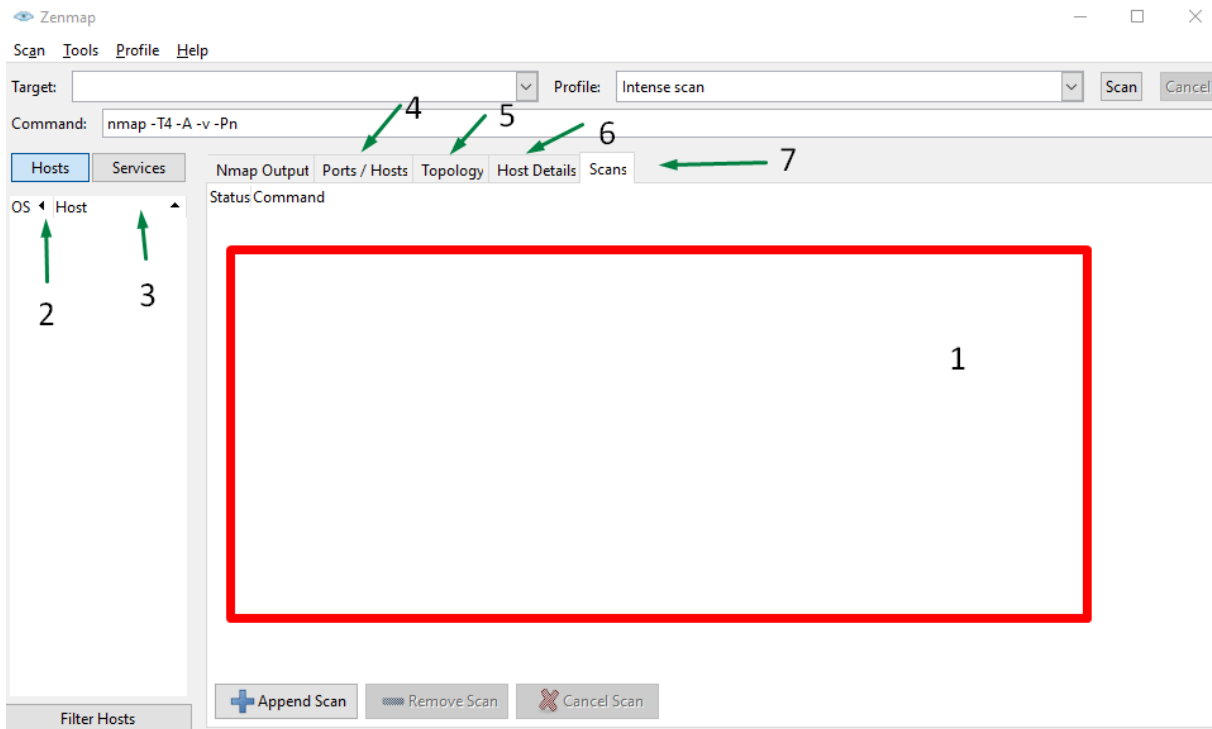 Zenmap
Scan Tools Profile Help
Target: Profile: Intense scan Scan Cancel
Command: nmap -T4 -A -v -Pn
4
5
6
7
Hosts Services
Nmap Output Ports / Hosts Topology Host Details Scans
OS Host
Status Command
2
3
1
Append Scan Remove Scan Cancel Scan
Filter Hosts